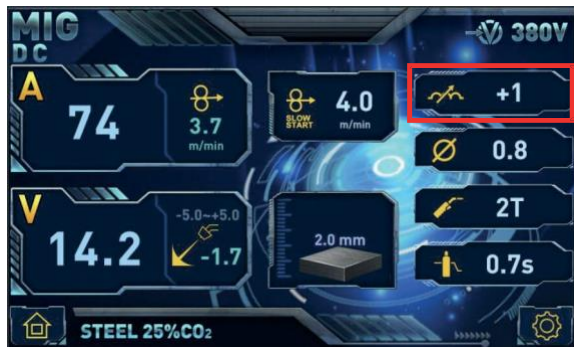 MIG
DC
380V
A
74
3.7
m/min
SLOW
START
4.0
m/min
+1
0.8
V
14.2
-5.0~+5.0
-1.7
2.0 mm
2T
0.7s
STEEL 25%CO₂